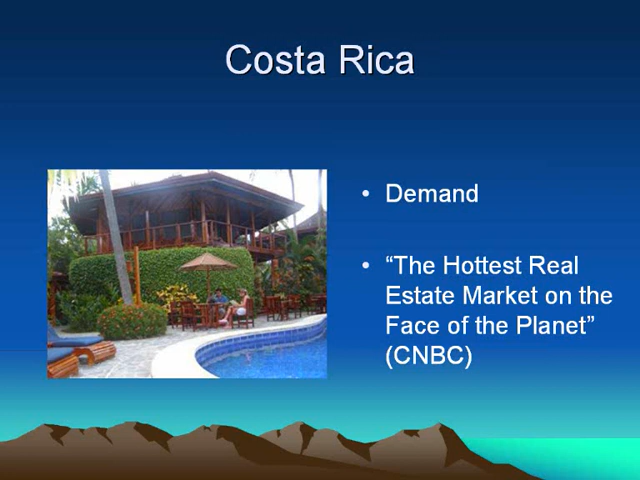 Costa Rica
• Demand
• “The Hottest Real
Estate Market on the
Face of the Planet”
(CNBC)